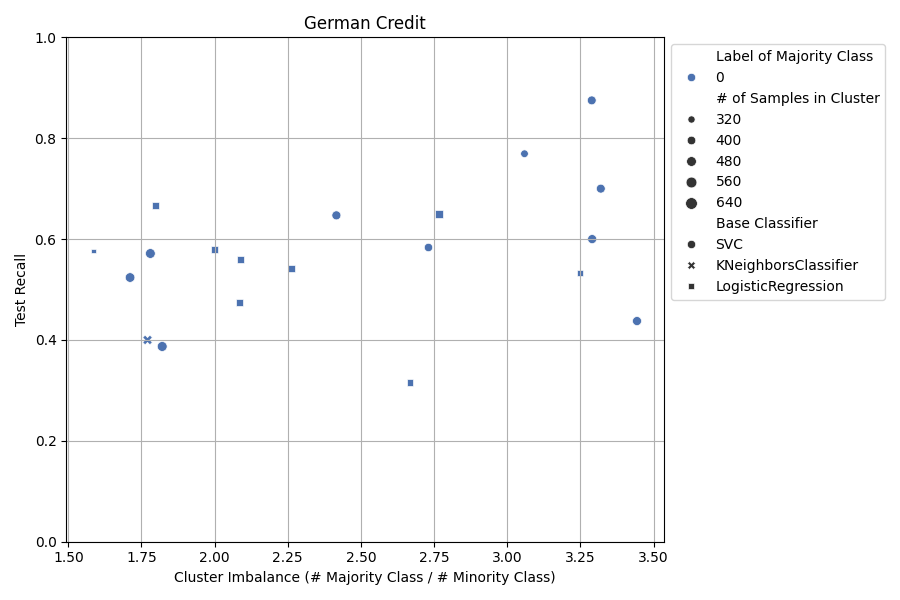 German Credit
1.0
0.8
0.6
0.4
0.2
0.0
Test Recall
1.50 1.75 2.00 2.25 2.50 2.75 3.00 3.25 3.50
Cluster Imbalance (# Majority Class / # Minority Class)
Label of Majority Class
0
# of Samples in Cluster
320
400
480
560
640
Base Classifier
SVC
KNeighborsClassifier
LogisticRegression